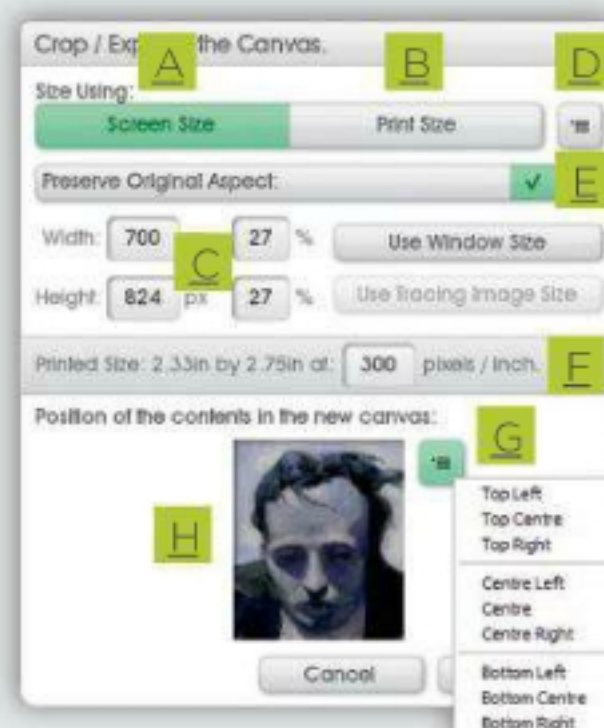 Crop / Exp the Canvas.
A
B
D
Size Using:
Screen Size Print Size
Preserve Original Aspect: ✓
E
Width: 700 27 % Use Window Size
C
Height: 824 px 27 % Use Tracing Image Size
Printed Size: 2.33in by 2.75in at: 300 pixels / inch.
F
Position of the contents in the new canvas:
G
H
Top Left
Top Centre
Top Right
Centre Left
Centre
Centre Right
Cancel
Bottom Left
Bottom Centre
Bottom Right